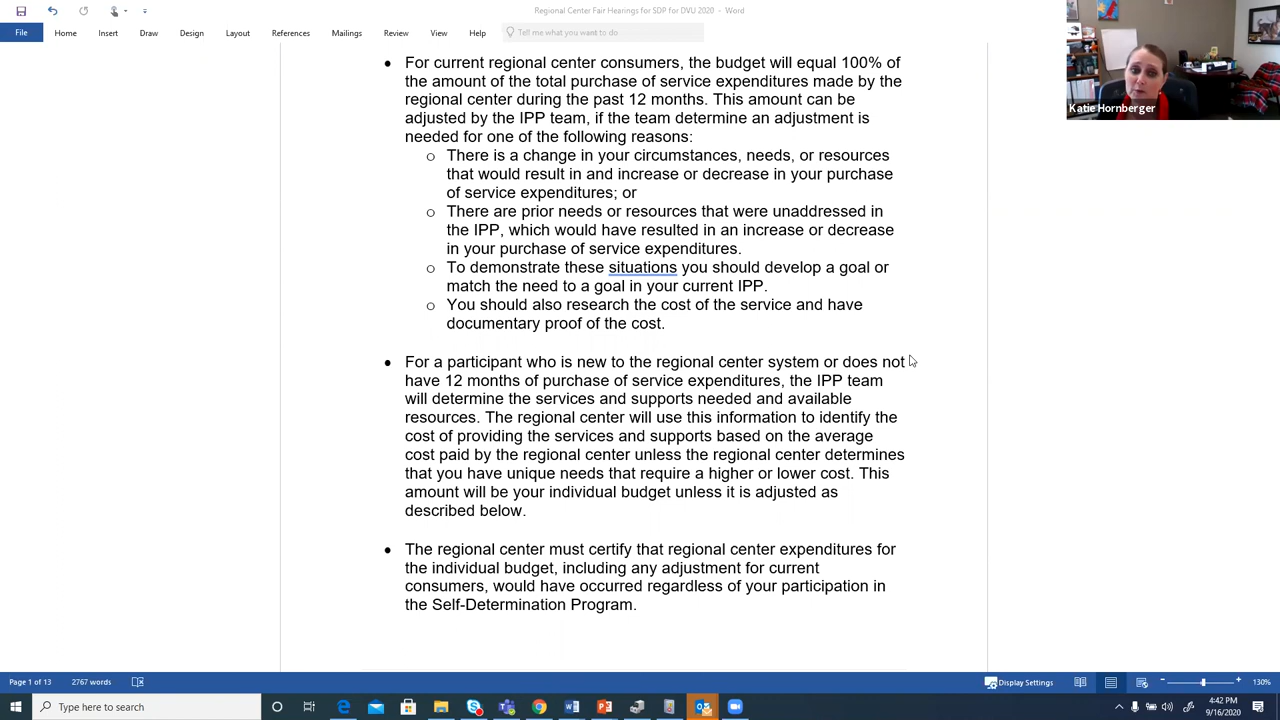 Regional Center Fair Hearings for SDP for DVU 2020 - Word
File Home Insert Draw Design Layout References Mailings Review View Help Tell me what you want to do
Katie Hornberger
• For current regional center consumers, the budget will equal 100% of
the amount of the total purchase of service expenditures made by the
regional center during the past 12 months. This amount can be
adjusted by the IPP team, if the team determine an adjustment is
needed for one of the following reasons:
o There is a change in your circumstances, needs, or resources
that would result in and increase or decrease in your purchase
of service expenditures; or
o There are prior needs or resources that were unaddressed in
the IPP, which would have resulted in an increase or decrease
in your purchase of service expenditures.
o To demonstrate these situations you should develop a goal or
match the need to a goal in your current IPP.
o You should also research the cost of the service and have
documentary proof of the cost.
• For a participant who is new to the regional center system or does not
have 12 months of purchase of service expenditures, the IPP team
will determine the services and supports needed and available
resources. The regional center will use this information to identify the
cost of providing the services and supports based on the average
cost paid by the regional center unless the regional center determines
that you have unique needs that require a higher or lower cost. This
amount will be your individual budget unless it is adjusted as
described below.
• The regional center must certify that regional center expenditures for
the individual budget, including any adjustment for current
consumers, would have occurred regardless of your participation in
the Self-Determination Program.
Page 1 of 13 2767 words Display Settings 130%
Type here to search
4:42 PM
9/16/2020